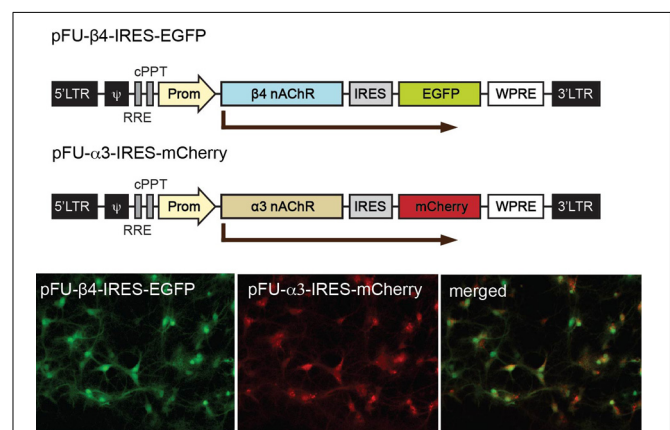 pFU-β4-IRES-EGFP
cPPT
5'LTR ψ Prom β4 nAChR IRES EGFP WPRE 3'LTR
RRE
pFU-α3-IRES-mCherry
cPPT
5'LTR ψ Prom α3 nAChR IRES mCherry WPRE 3'LTR
RRE
pFU-β4-IRES-EGFP pFU-α3-IRES-mCherry merged